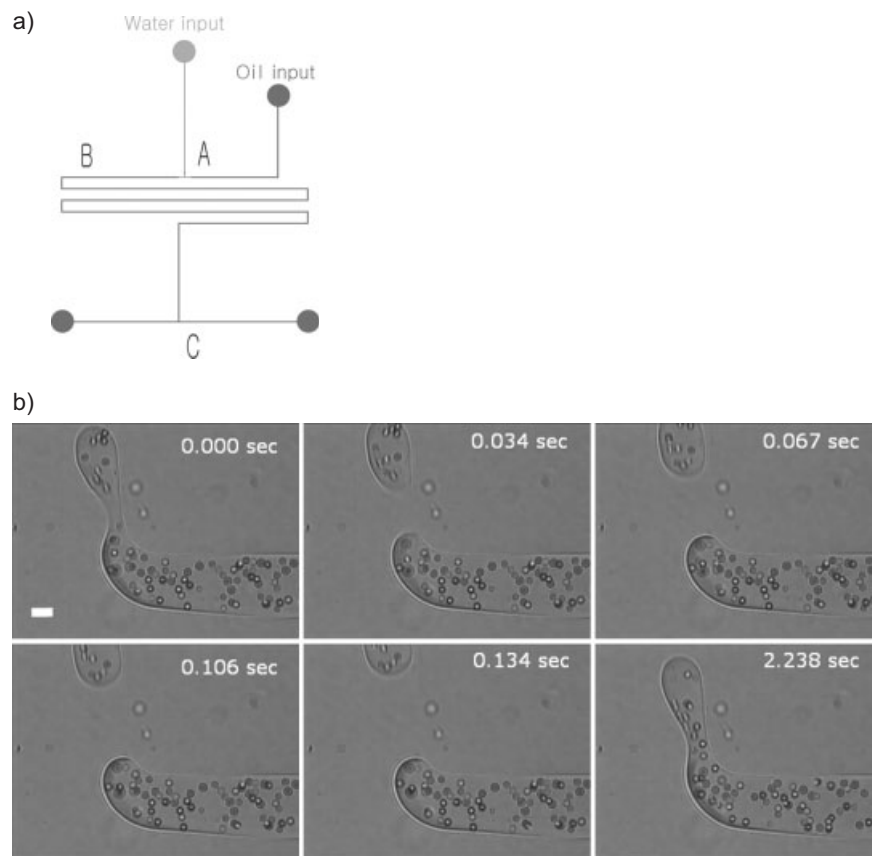 a)
Water input
Oil input
B A
C
b)
0.000 sec
0.034 sec
0.067 sec
0.106 sec
0.134 sec
2.238 sec